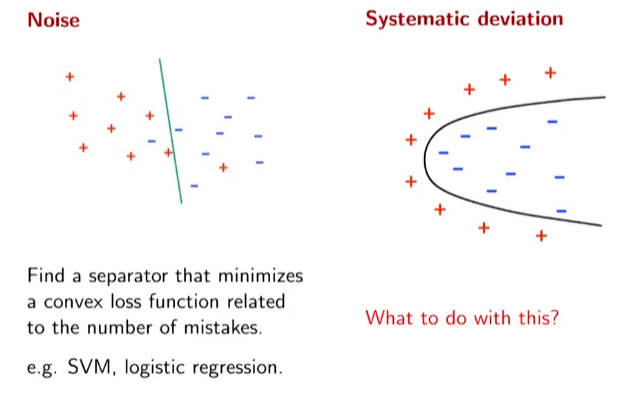 Noise
Systematic deviation
Find a separator that minimizes
a convex loss function related
to the number of mistakes.
e.g. SVM, logistic regression.
What to do with this?